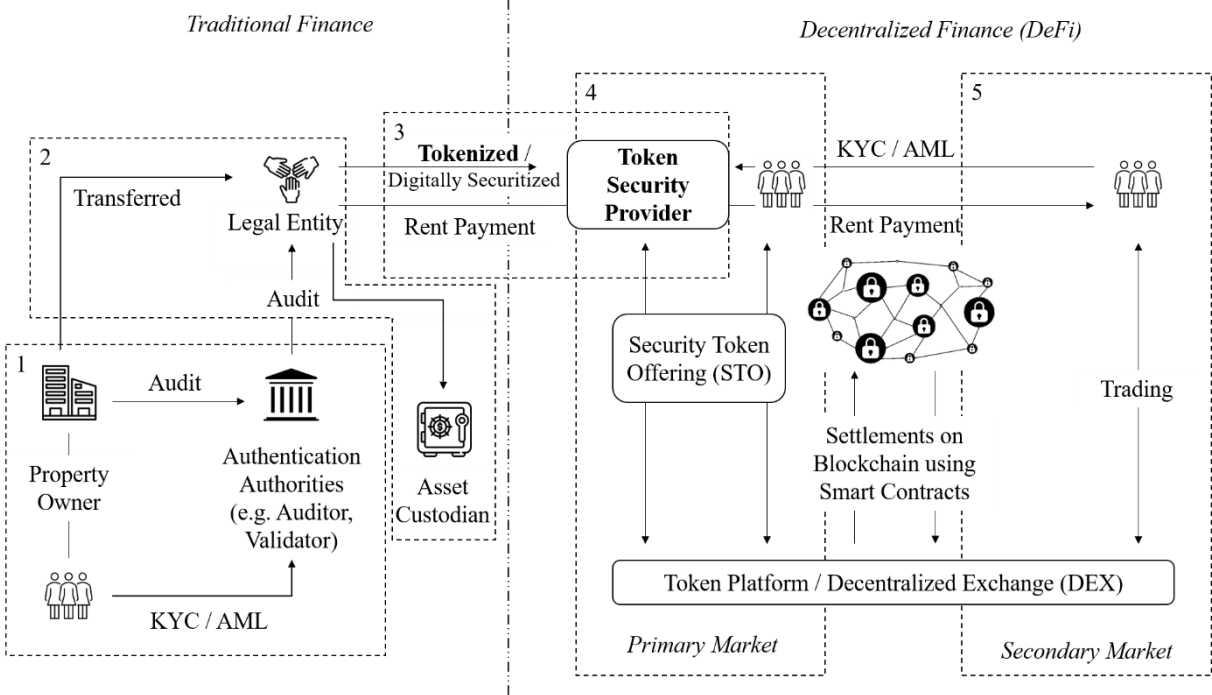 Traditional Finance
Decentralized Finance (DeFi)
2
Transferred
Legal Entity
Audit
1
Audit
Property
Owner
Authentication
Authorities
(e.g. Auditor,
Validator)
KYC / AML
Asset
Custodian
3
Tokenized /
Digitally Securitized
Rent Payment
4
Token
Security
Provider
Security Token
Offering (STO)
5
KYC / AML
Rent Payment
Settlements on
Blockchain using
Smart Contracts
Trading
Token Platform / Decentralized Exchange (DEX)
Primary Market
Secondary Market